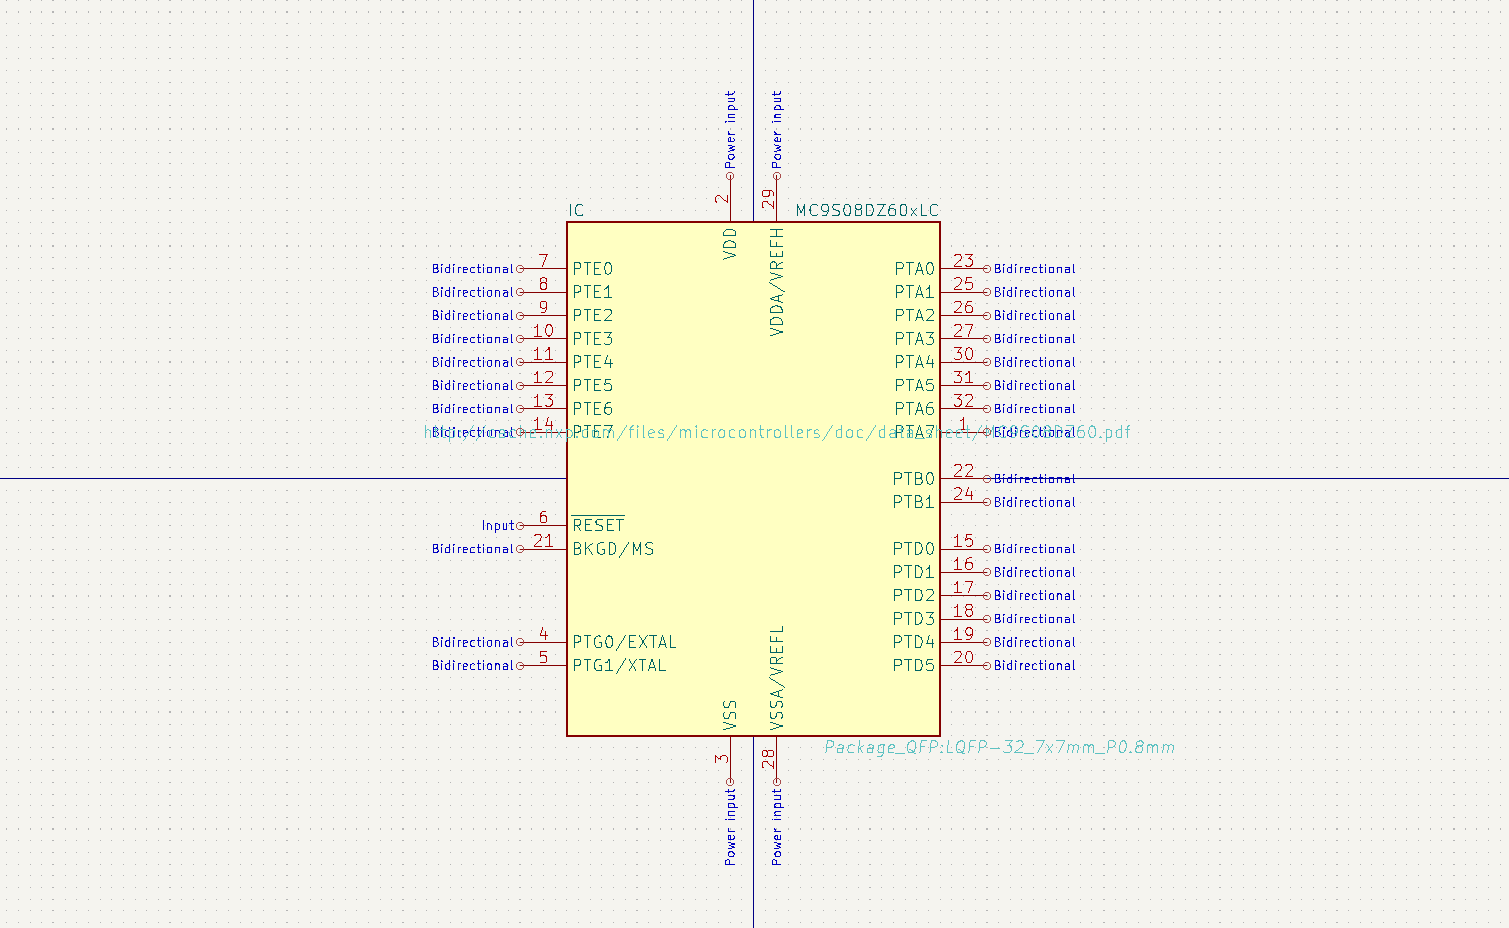 Power input Power input
2 29
IC MC9S08DZ60xLC
VDD VDDA/VREFH
Bidirectional 7 PTE0 PTA0 23 Bidirectional
Bidirectional 8 PTE1 PTA1 25 Bidirectional
Bidirectional 9 PTE2 PTA2 26 Bidirectional
Bidirectional 10 PTE3 PTA3 27 Bidirectional
Bidirectional 11 PTE4 PTA4 30 Bidirectional
Bidirectional 12 PTE5 PTA5 31 Bidirectional
Bidirectional 13 PTE6 PTA6 32 Bidirectional
Bidirectional 14 PTE7 PTA7 1 Bidirectional
http://cache.nxp.com/files/microcontrollers/doc/data_sheet/MC9S08DZ60.pdf
PTB0 22 Bidirectional
PTB1 24 Bidirectional
Input 6 RESET
Bidirectional 21 BKGD/MS PTD0 15 Bidirectional
PTD1 16 Bidirectional
PTD2 17 Bidirectional
PTD3 18 Bidirectional
Bidirectional 4 PTG0/EXTAL PTD4 19 Bidirectional
Bidirectional 5 PTG1/XTAL PTD5 20 Bidirectional
VSS VSSA/VREFL
Package_QFP:LQFP-32_7x7mm_P0.8mm
3 28
Power input Power input